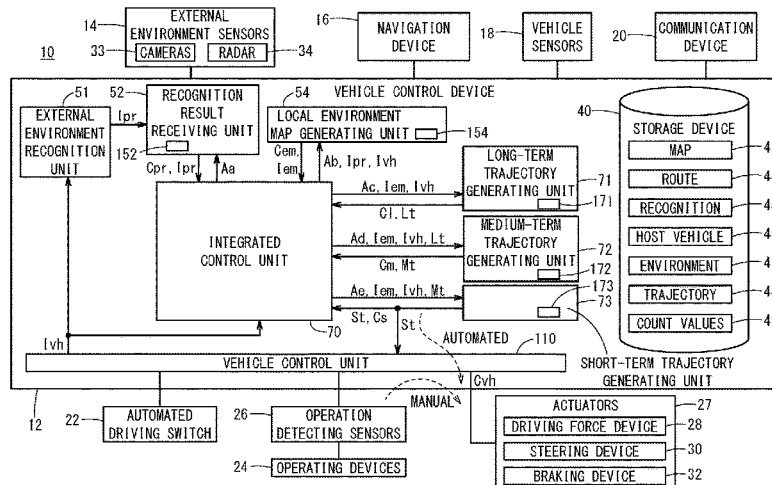 10
14
EXTERNAL
ENVIRONMENT SENSORS
33
CAMERAS
RADAR
34
16
NAVIGATION
DEVICE
18
VEHICLE
SENSORS
20
COMMUNICATION
DEVICE
VEHICLE CONTROL DEVICE
51
EXTERNAL
ENVIRONMENT
RECOGNITION
UNIT
Ipr
52
RECOGNITION
RESULT
RECEIVING UNIT
152
54
LOCAL ENVIRONMENT
MAP GENERATING UNIT
154
Cpr, Ipr
Aa
Cem,
Iem
Ab, Ipr, Ivh
INTEGRATED
CONTROL UNIT
70
Ac, Iem, Ivh
Cl, Lt
LONG-TERM
TRAJECTORY
GENERATING UNIT
71
171
Ad, Iem, Ivh, Lt
Cm, Mt
MEDIUM-TERM
TRAJECTORY
GENERATING UNIT
72
172
Ae, Iem, Ivh, Mt
St, Cs
St
173
73
AUTOMATED
SHORT-TERM TRAJECTORY
GENERATING UNIT
40
STORAGE DEVICE
MAP
ROUTE
RECOGNITION
HOST VEHICLE
ENVIRONMENT
TRAJECTORY
COUNT VALUES
Ivh
110
VEHICLE CONTROL UNIT
Cvh
12
22
AUTOMATED
DRIVING SWITCH
26
OPERATION
DETECTING SENSORS
MANUAL
24
OPERATING DEVICES
ACTUATORS
27
DRIVING FORCE DEVICE
28
STEERING DEVICE
30
BRAKING DEVICE
32